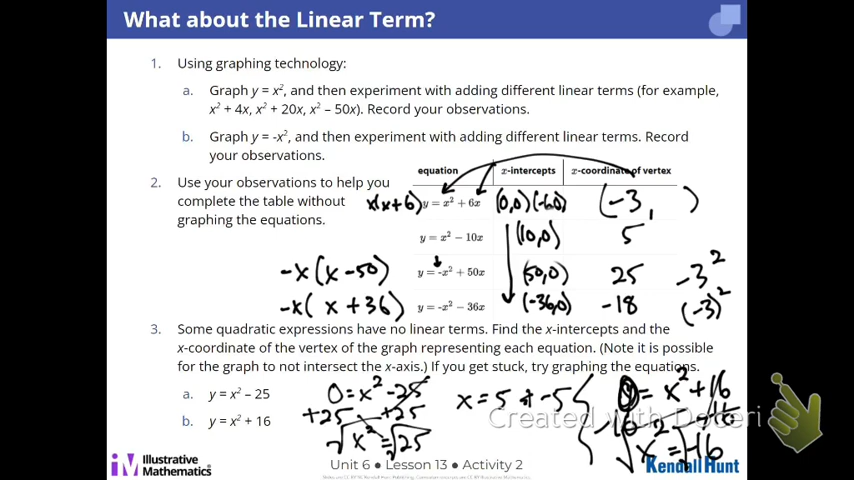 What about the Linear Term?
1. Using graphing technology:
a. Graph y = x², and then experiment with adding different linear terms (for example,
x² + 4x, x² + 20x, x² – 50x). Record your observations.
b. Graph y = -x², and then experiment with adding different linear terms. Record
your observations.
equation x-intercepts x-coordinate of vertex
2. Use your observations to help you
complete the table without
graphing the equations.
x(x+6) y = x² + 6x (0,0) (-6,0) (-3, )
y = x² − 10x (10,0) 5
-x(x-50) y = -x² + 50x (50,0) 25 -3²
-x(x+36) y = -x² − 36x (-36,0) -18 (-3)²
3. Some quadratic expressions have no linear terms. Find the x-intercepts and the
x-coordinate of the vertex of the graph representing each equation. (Note it is possible
for the graph to not intersect the x-axis.) If you get stuck, try graphing the equations.
a. y = x² – 25
b. y = x² + 16
0 = x² - 25
+25 +25
√x² = √25
x = 5 -5
0 = x² + 16
-16 -16
√x² = √-16
Created with Doceri
Illustrative
Mathematics®
Unit 6 • Lesson 13 • Activity 2
Kendall Hunt